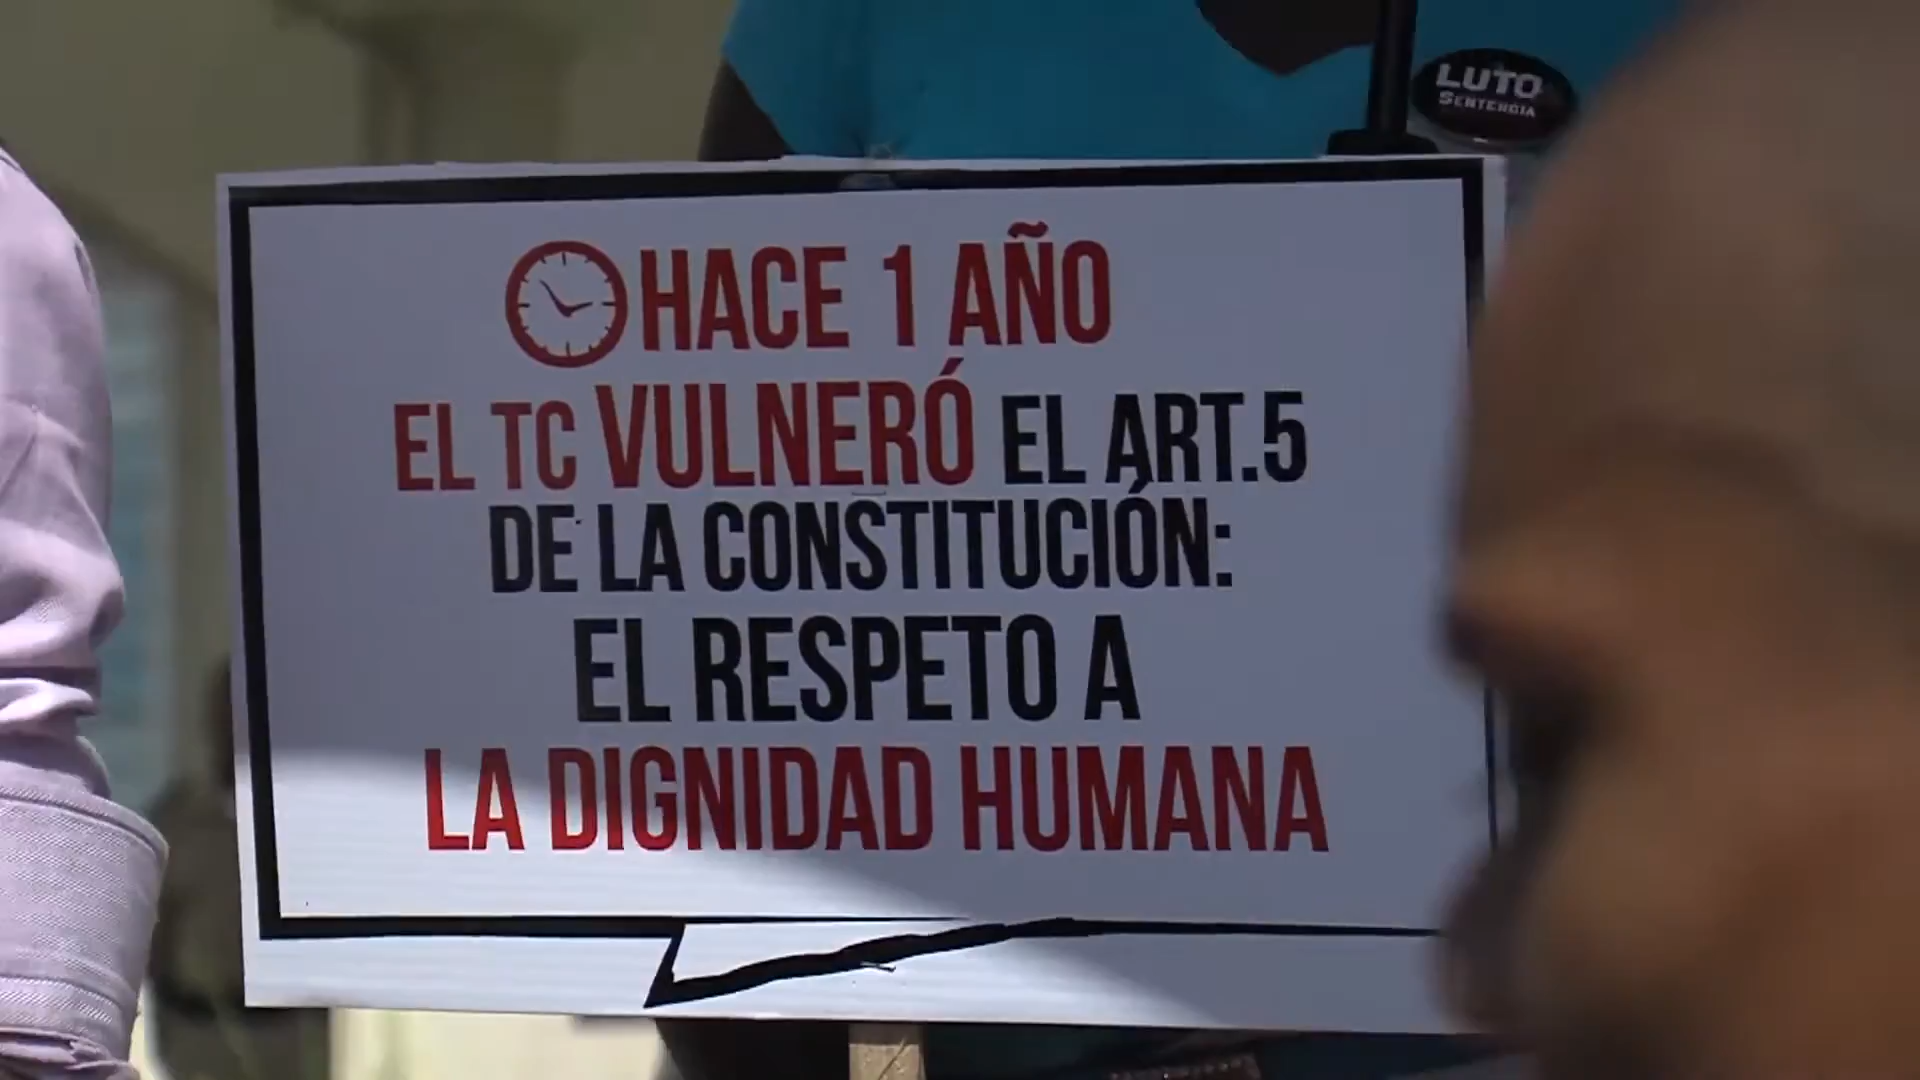 LUTO
SENTENCIA
HACE 1 AÑO
EL TC VULNERÓ EL ART.5
DE LA CONSTITUCIÓN:
EL RESPETO A
LA DIGNIDAD HUMANA